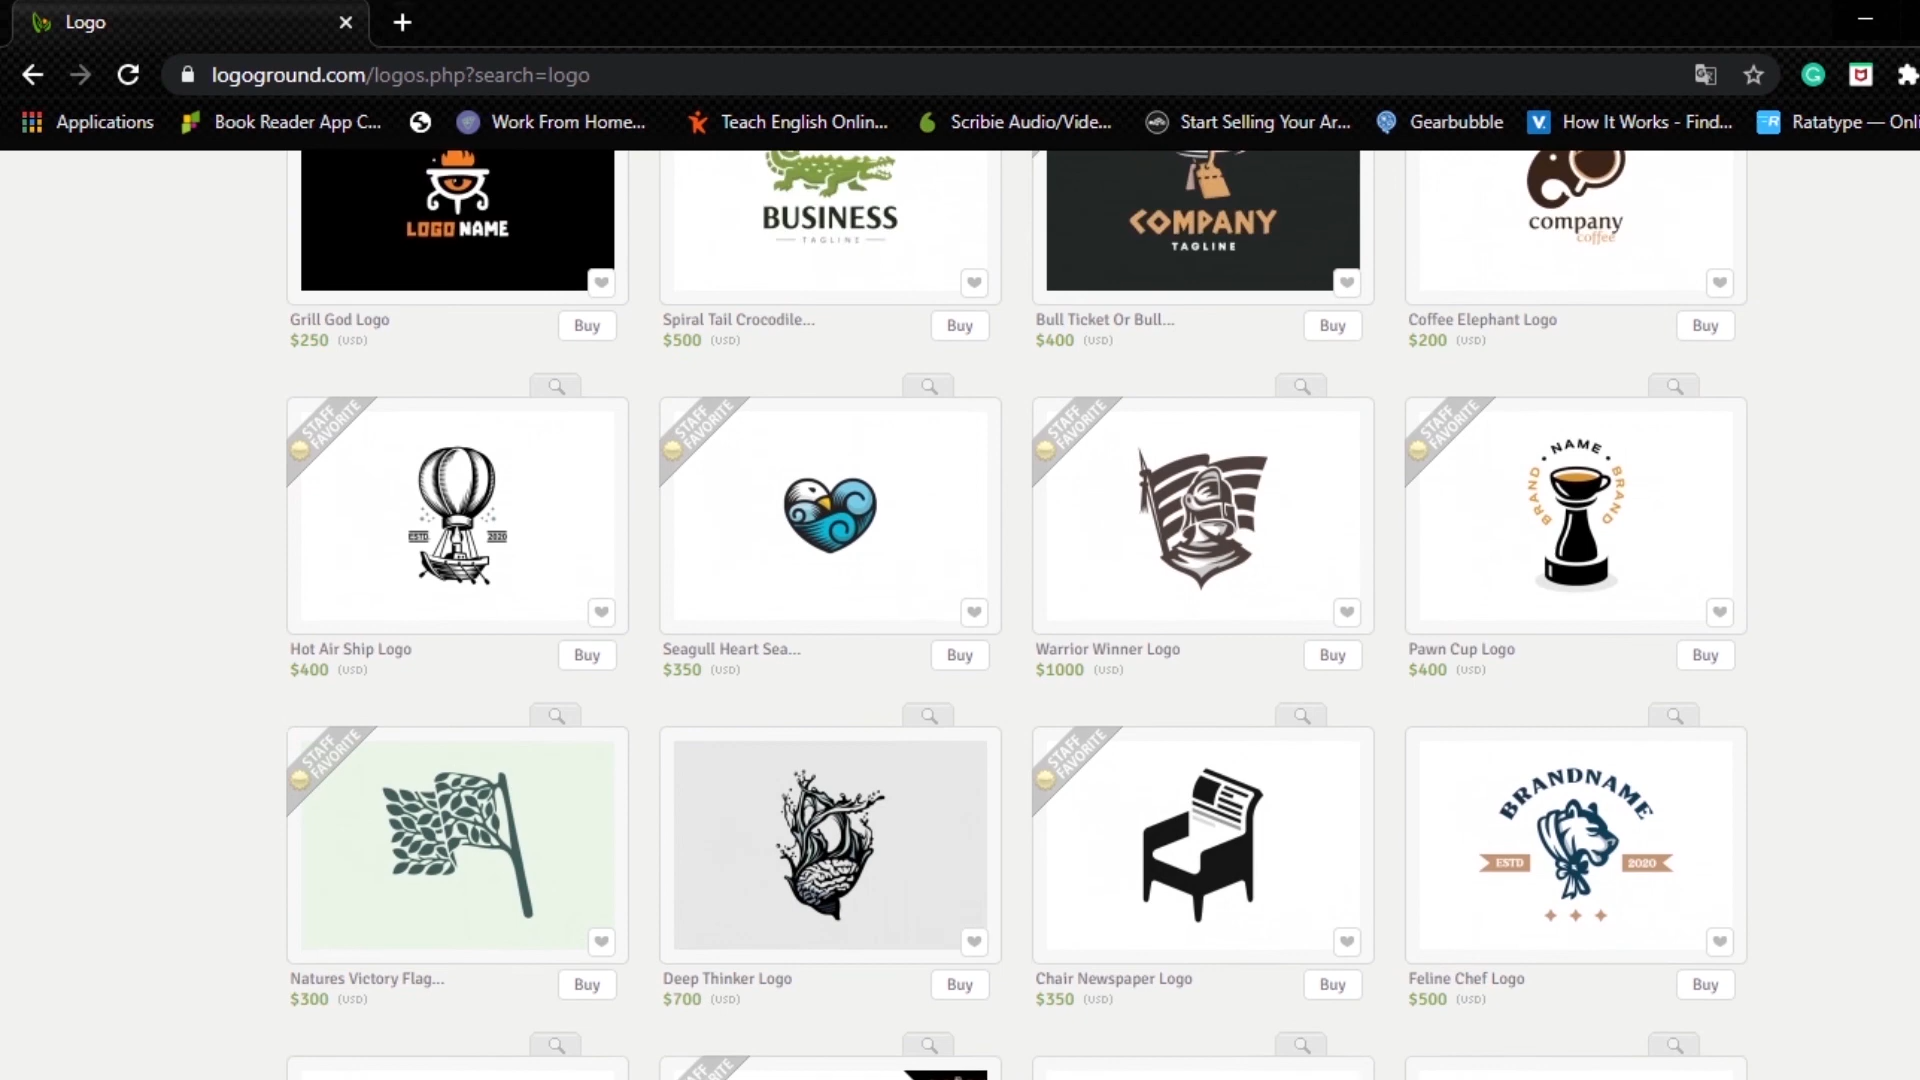 Logo
logoground.com/logos.php?search=logo
Applications
Book Reader App C...
Work From Home...
Teach English Onlin...
Scribie Audio/Vide...
Start Selling Your Ar...
Gearbubble
How It Works - Find...
Ratatype — Onli
LOGO NAME
BUSINESS
TAGLINE
COMPANY
TAGLINE
company
coffee
Grill God Logo
$250 (USD)
Buy
Spiral Tail Crocodile...
$500 (USD)
Buy
Bull Ticket Or Bull...
$400 (USD)
Buy
Coffee Elephant Logo
$200 (USD)
Buy
STAFF FAVORITE
ESTD 2020
STAFF FAVORITE
STAFF FAVORITE
STAFF FAVORITE
NAME
BRAND BRAND
Hot Air Ship Logo
$400 (USD)
Buy
Seagull Heart Sea...
$350 (USD)
Buy
Warrior Winner Logo
$1000 (USD)
Buy
Pawn Cup Logo
$400 (USD)
Buy
STAFF FAVORITE
STAFF FAVORITE
BRANDNAME
ESTD 2020
Natures Victory Flag...
$300 (USD)
Buy
Deep Thinker Logo
$700 (USD)
Buy
Chair Newspaper Logo
$350 (USD)
Buy
Feline Chef Logo
$500 (USD)
Buy